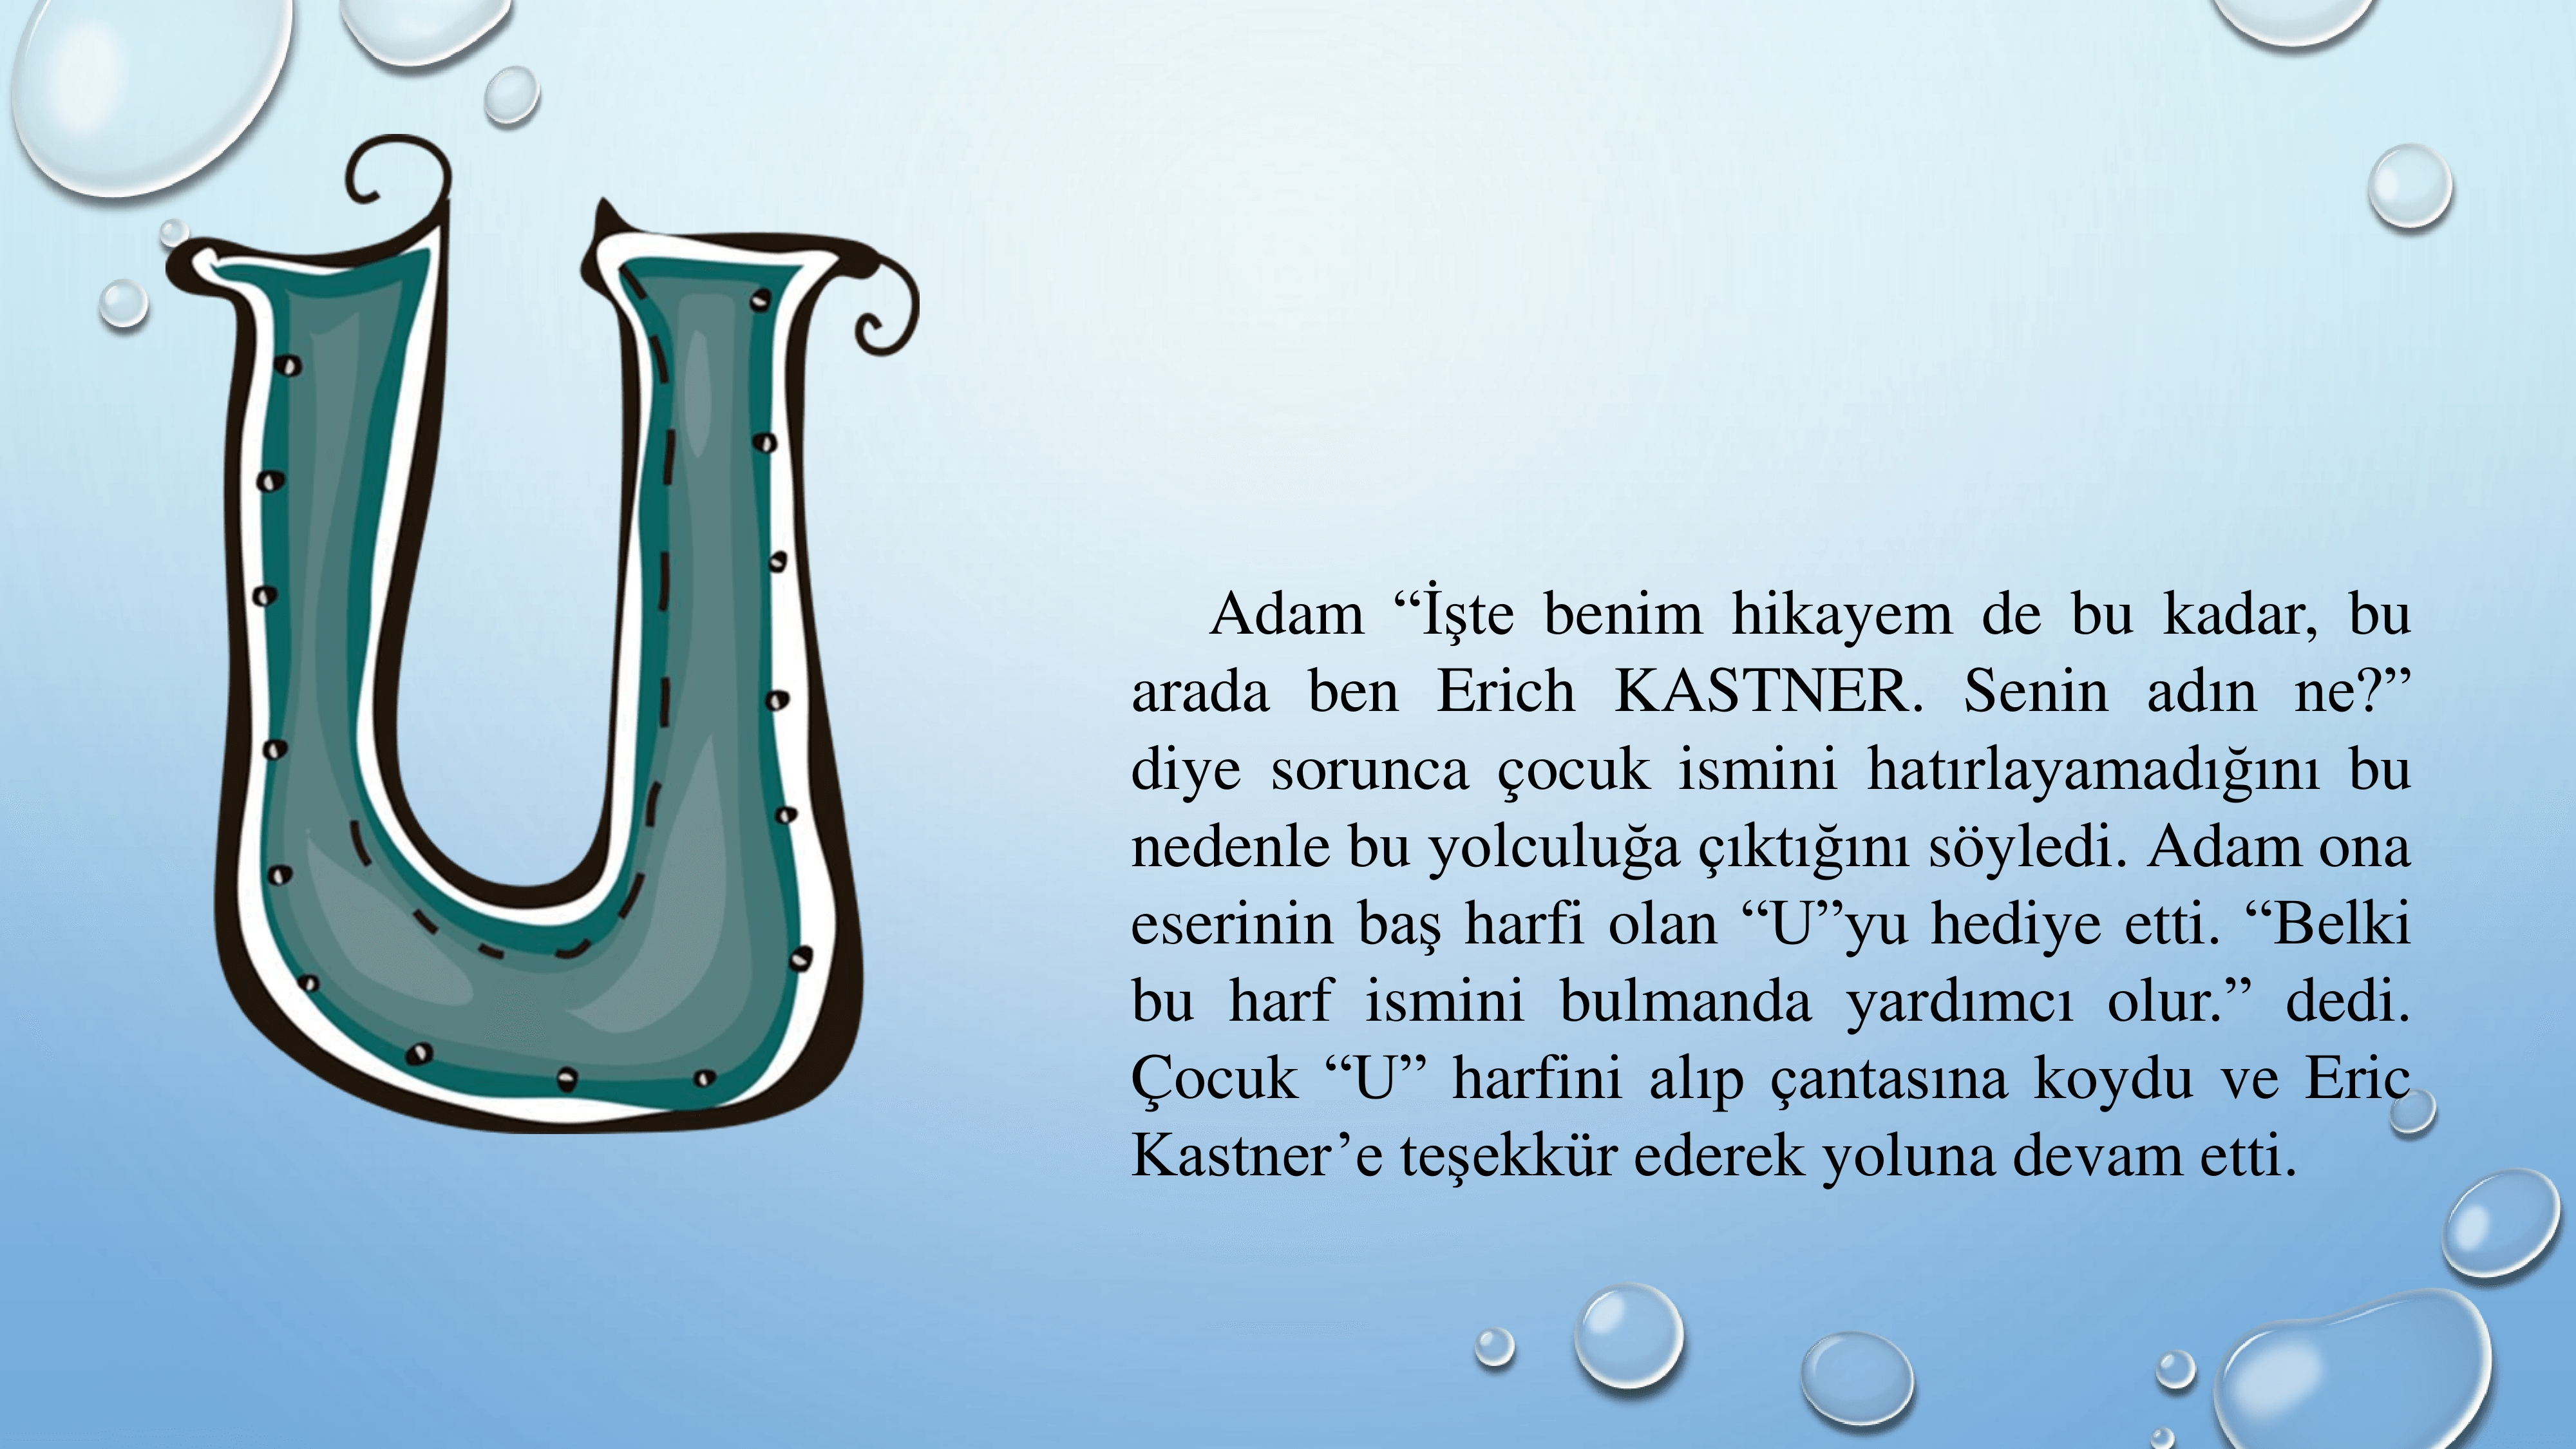 U
Adam “İşte benim hikayem de bu kadar, bu
arada ben Erich KASTNER. Senin adın ne?”
diye sorunca çocuk ismini hatırlayamadığını bu
nedenle bu yolculuğa çıktığını söyledi. Adam ona
eserinin baş harfi olan “U”yu hediye etti. “Belki
bu harf ismini bulmanda yardımcı olur.” dedi.
Çocuk “U” harfini alıp çantasına koydu ve Eric
Kastner’e teşekkür ederek yoluna devam etti.